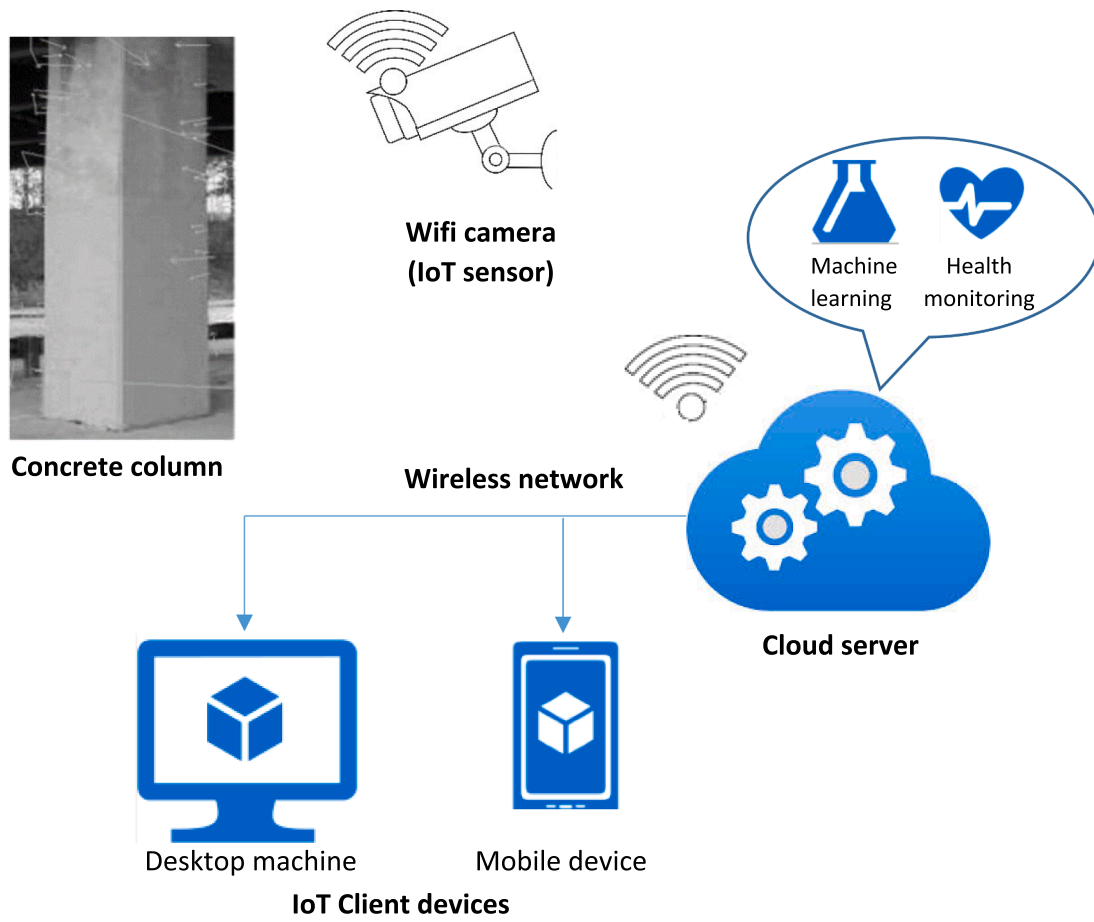 Wifi camera
(IoT sensor)
Machine
learning
Health
monitoring
Concrete column
Wireless network
Cloud server
Desktop machine
Mobile device
IoT Client devices